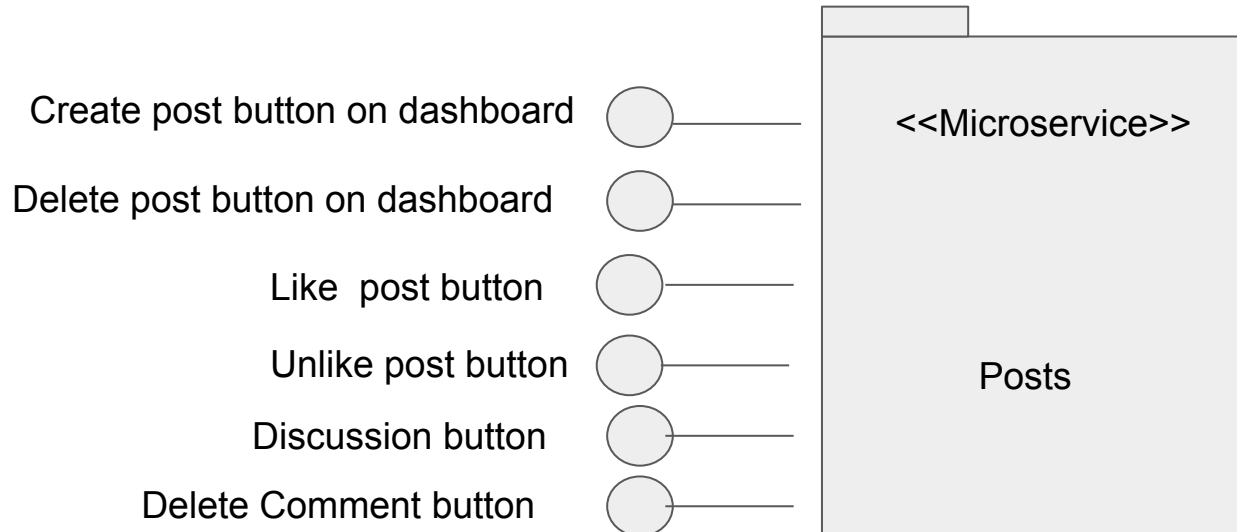 Create post button on dashboard
<<Microservice>>
Delete post button on dashboard
Like  post button
Unlike post button
Posts
Discussion button
Delete Comment button